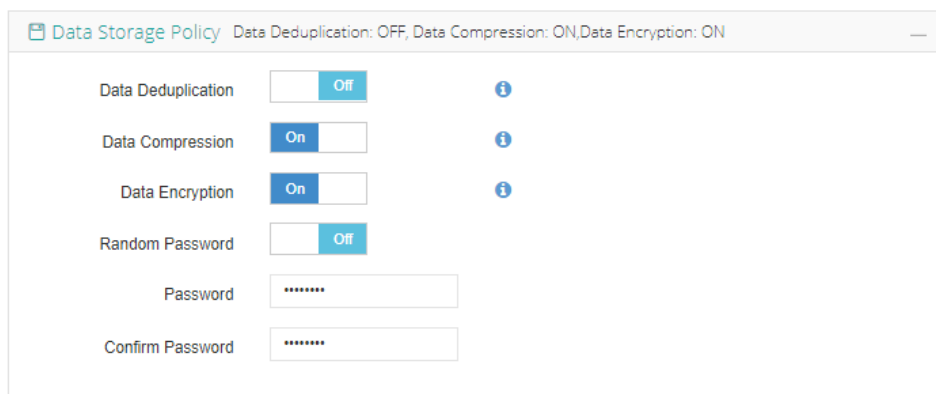 Data Storage Policy Data Deduplication: OFF, Data Compression: ON,Data Encryption: ON
Data Deduplication Off
Data Compression On
Data Encryption On
Random Password Off
Password ••••••••
Confirm Password ••••••••